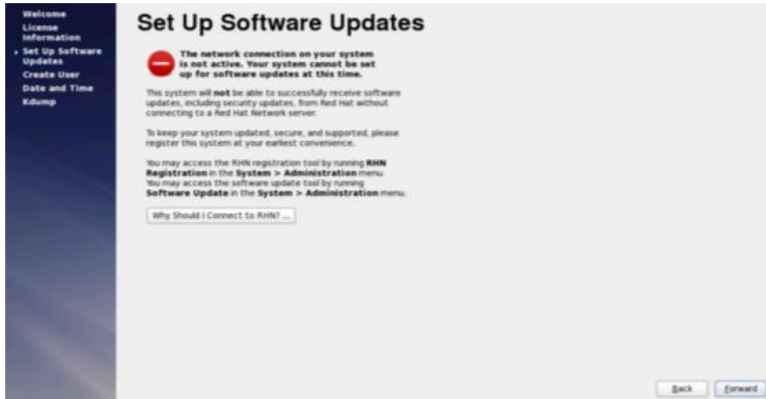 Welcome
License
Information
Set Up Software
Updates
Create User
Date and Time
Kdump
Set Up Software Updates
The network connection on your system
is not active. Your system cannot be set
up for software updates at this time.
This system will not be able to successfully receive software
updates, including security updates, from Red Hat without
connecting to a Red Hat Network server.
To keep your system updated, secure, and supported, please
register this system at your earliest convenience.
You may access the RHN registration tool by running RHN
Registration in the System > Administration menu.
You may access the software update tool by running
Software Update in the System > Administration menu.
Why Should I Connect to RHN? ...
Back
Forward